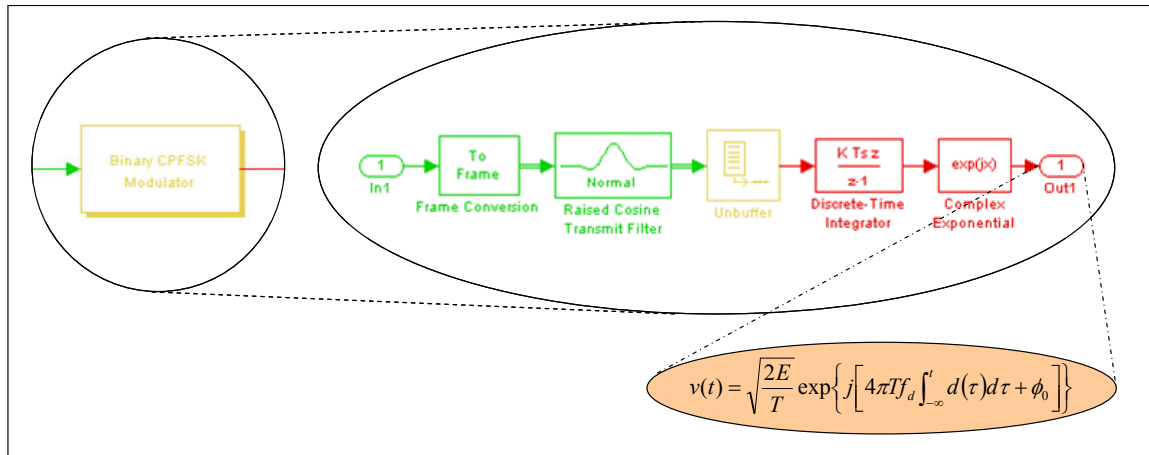 Binary CPFSK
Modulator
1
In1
To
Frame
Frame Conversion
Normal
Raised Cosine
Transmit Filter
Unbuffer
K Ts z
z-1
Discrete-Time
Integrator
exp(jx)
Complex
Exponential
1
Out1
v(t) = √(2E/T) exp{j[4πTf_d ∫_{-∞}^{t} d(τ)dτ + ϕ_0]}